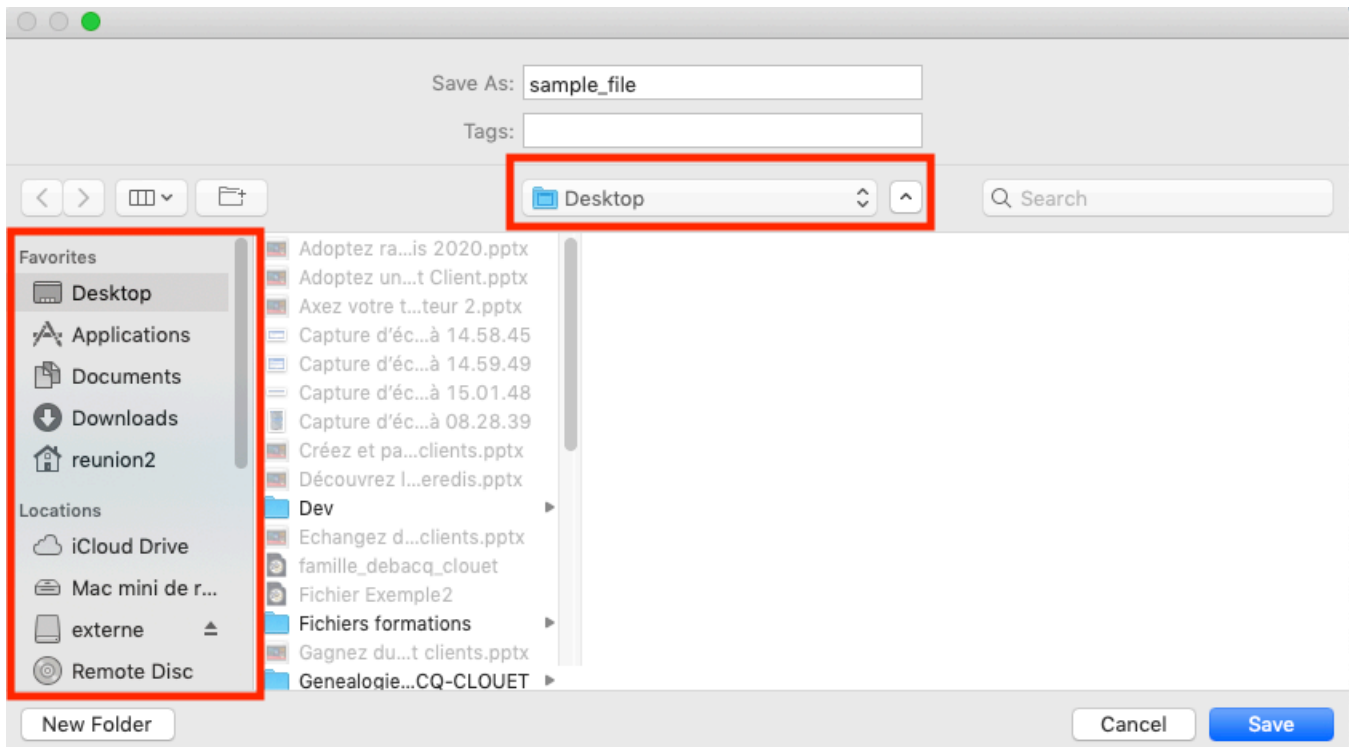 Save As: sample_file
Tags:
Desktop
Search
Favorites
Desktop
Applications
Documents
Downloads
reunion2
Locations
iCloud Drive
Mac mini de r...
externe
Remote Disc
Adoptez ra...is 2020.pptx
Adoptez un...t Client.pptx
Axez votre t...teur 2.pptx
Capture d'éc...à 14.58.45
Capture d'éc...à 14.59.49
Capture d'éc...à 15.01.48
Capture d'éc...à 08.28.39
Créez et pa...clients.pptx
Découvrez l...eredis.pptx
Dev
Echangez d...clients.pptx
famille_debacq_clouet
Fichier Exemple2
Fichiers formations
Gagnez du...t clients.pptx
Genealogie...CQ-CLOUET
New Folder
Cancel
Save